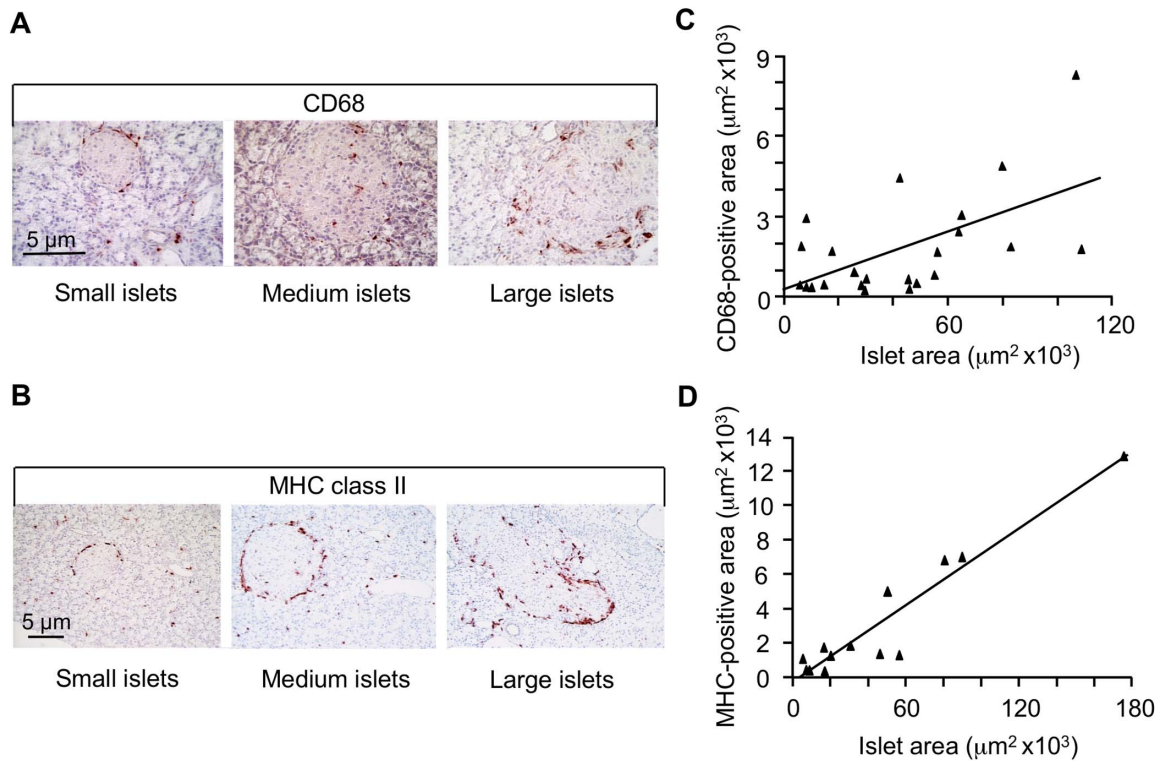 A
CD68
5 μm
Small islets
Medium islets
Large islets
B
MHC class II
5 μm
Small islets
Medium islets
Large islets
C
CD68-positive area (μm² x10³)
9
6
3
0
0
60
120
Islet area (μm² x10³)
D
MHC-positive area (μm² x10³)
14
12
10
8
6
4
2
0
0
60
120
180
Islet area (μm² x10³)